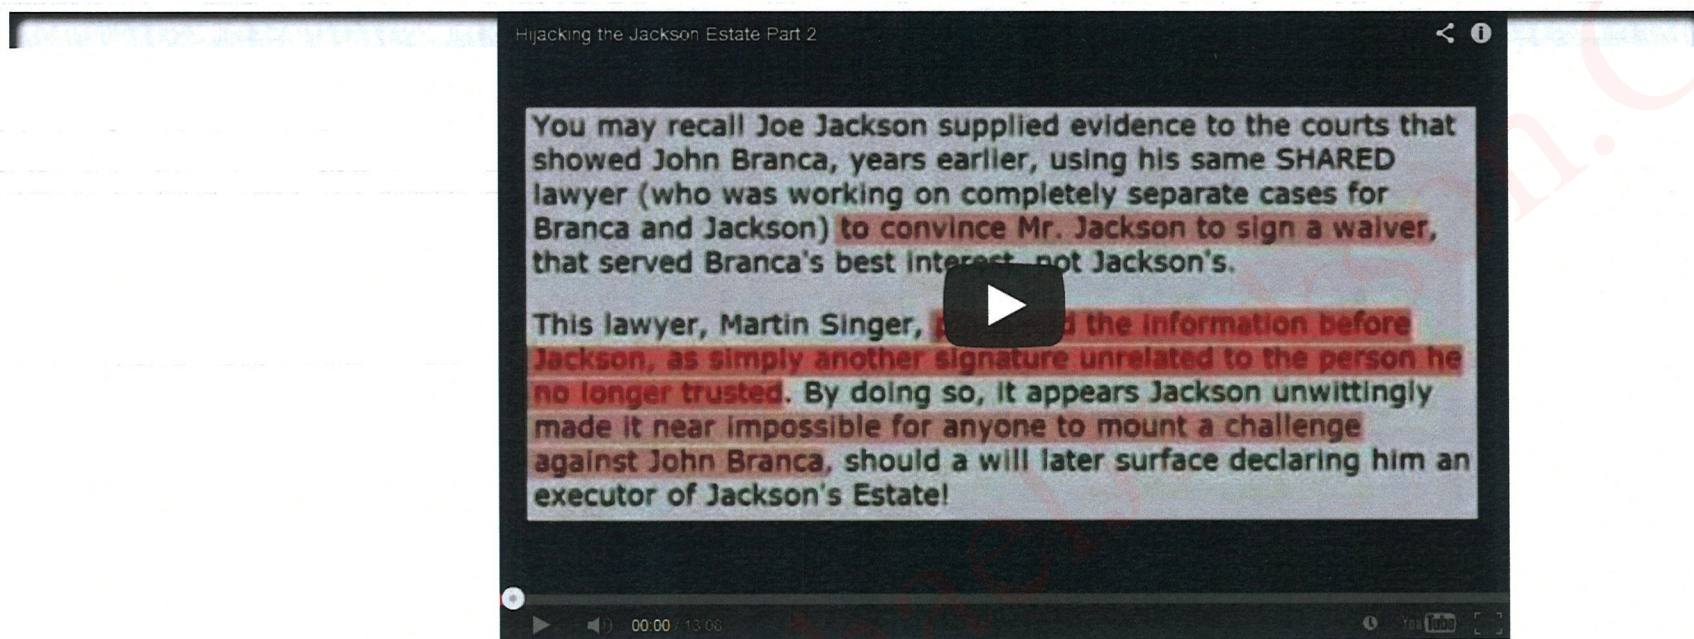 Hijacking the Jackson Estate Part 2
You may recall Joe Jackson supplied evidence to the courts that
showed John Branca, years earlier, using his same SHARED
lawyer (who was working on completely separate cases for
Branca and Jackson) to convince Mr. Jackson to sign a waiver,
that served Branca's best interest, not Jackson's.
This lawyer, Martin Singer, the information before
Jackson, as simply another signature unrelated to the person he
no longer trusted. By doing so, it appears Jackson unwittingly
made it near impossible for anyone to mount a challenge
against John Branca, should a will later surface declaring him an
executor of Jackson's Estate!
00:00 / 13:08
YouTube